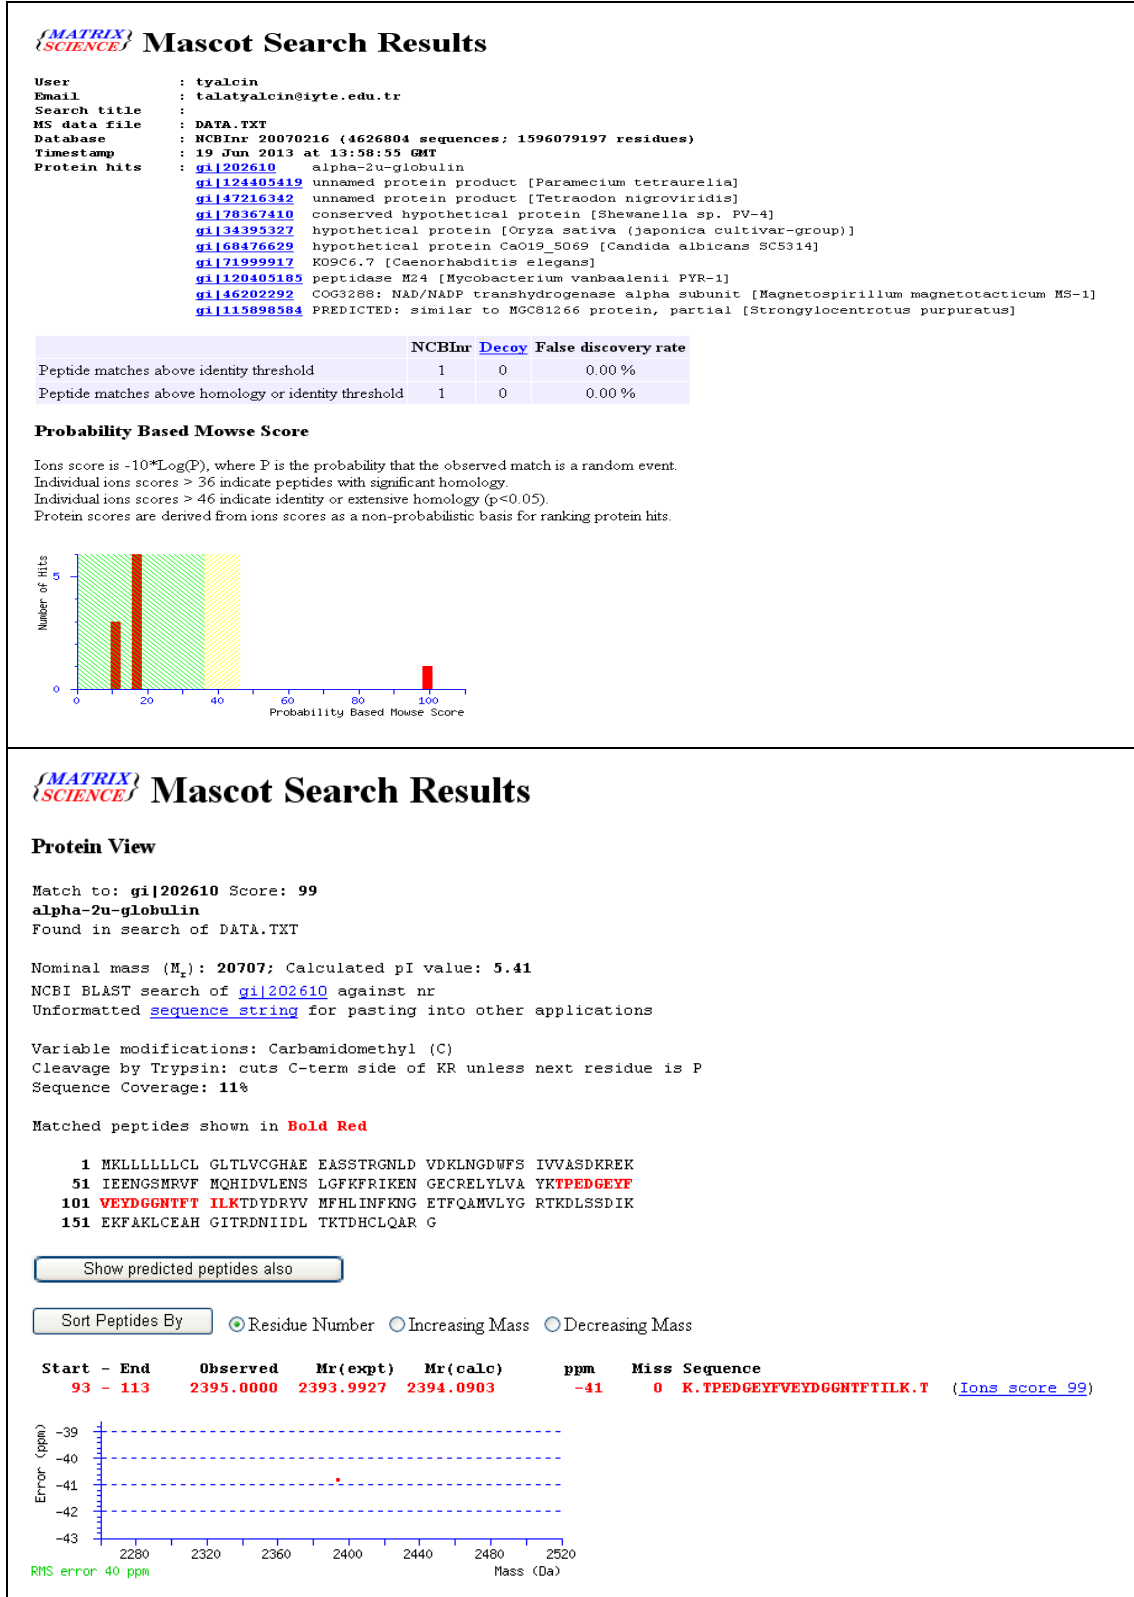 {MATRIX SCIENCE} Mascot Search Results
User : tyalcin
Email : talatyalcin@iyte.edu.tr
Search title :
MS data file : DATA.TXT
Database : NCBInr 20070216 (4626804 sequences; 1596079197 residues)
Timestamp : 19 Jun 2013 at 13:58:55 GMT
Protein hits : gi|202610 alpha-2u-globulin
gi|124405419 unnamed protein product [Paramecium tetraurelia]
gi|47216342 unnamed protein product [Tetraodon nigroviridis]
gi|78367410 conserved hypothetical protein [Shewanella sp. PV-4]
gi|34395327 hypothetical protein [Oryza sativa (japonica cultivar-group)]
gi|68476629 hypothetical protein CaO19_5069 [Candida albicans SC5314]
gi|71999917 K09C6.7 [Caenorhabditis elegans]
gi|120405185 peptidase M24 [Mycobacterium vanbaalenii PYR-1]
gi|46202292 COG3288: NAD/NADP transhydrogenase alpha subunit [Magnetospirillum magnetotacticum MS-1]
gi|115898584 PREDICTED: similar to MGC81266 protein, partial [Strongylocentrotus purpuratus]
NCBInr Decoy False discovery rate
Peptide matches above identity threshold 1 0 0.00 %
Peptide matches above homology or identity threshold 1 0 0.00 %
Probability Based Mowse Score
Ions score is -10*Log(P), where P is the probability that the observed match is a random event.
Individual ions scores > 36 indicate peptides with significant homology.
Individual ions scores > 46 indicate identity or extensive homology (p<0.05).
Protein scores are derived from ions scores as a non-probabilistic basis for ranking protein hits.
Number of Hits
5
0
0 20 40 60 80 100
Probability Based Mowse Score
{MATRIX SCIENCE} Mascot Search Results
Protein View
Match to: gi|202610 Score: 99
alpha-2u-globulin
Found in search of DATA.TXT
Nominal mass (Mr): 20707; Calculated pI value: 5.41
NCBI BLAST search of gi|202610 against nr
Unformatted sequence string for pasting into other applications
Variable modifications: Carbamidomethyl (C)
Cleavage by Trypsin: cuts C-term side of KR unless next residue is P
Sequence Coverage: 11%
Matched peptides shown in Bold Red
1 MKLLLLLLCL GLTLVCGHAE EASSTRGNLD VDKLNGDWFS IVVASDKREK
51 IEENGSMRVF MQHIDVLENS LGFKFRIKEN GECRELYLVA YKTPEDGEYF
101 VEYDGGNTFT ILKTDYDRYV MFHLINFKNG ETFQAMVLYG RTKDLSSDIK
151 EKFAKLCEAH GITRDNIIDL TKTDHCLQAR G
Show predicted peptides also
Sort Peptides By Residue Number Increasing Mass Decreasing Mass
Start - End Observed Mr(expt) Mr(calc) ppm Miss Sequence
93 - 113 2395.0000 2393.9927 2394.0903 -41 0 K.TPEDGEYFVEYDGGNTFTILK.T (Ions score 99)
Error (ppm)
-39
-40
-41
-42
-43
2280 2320 2360 2400 2440 2480 2520
RMS error 40 ppm Mass (Da)